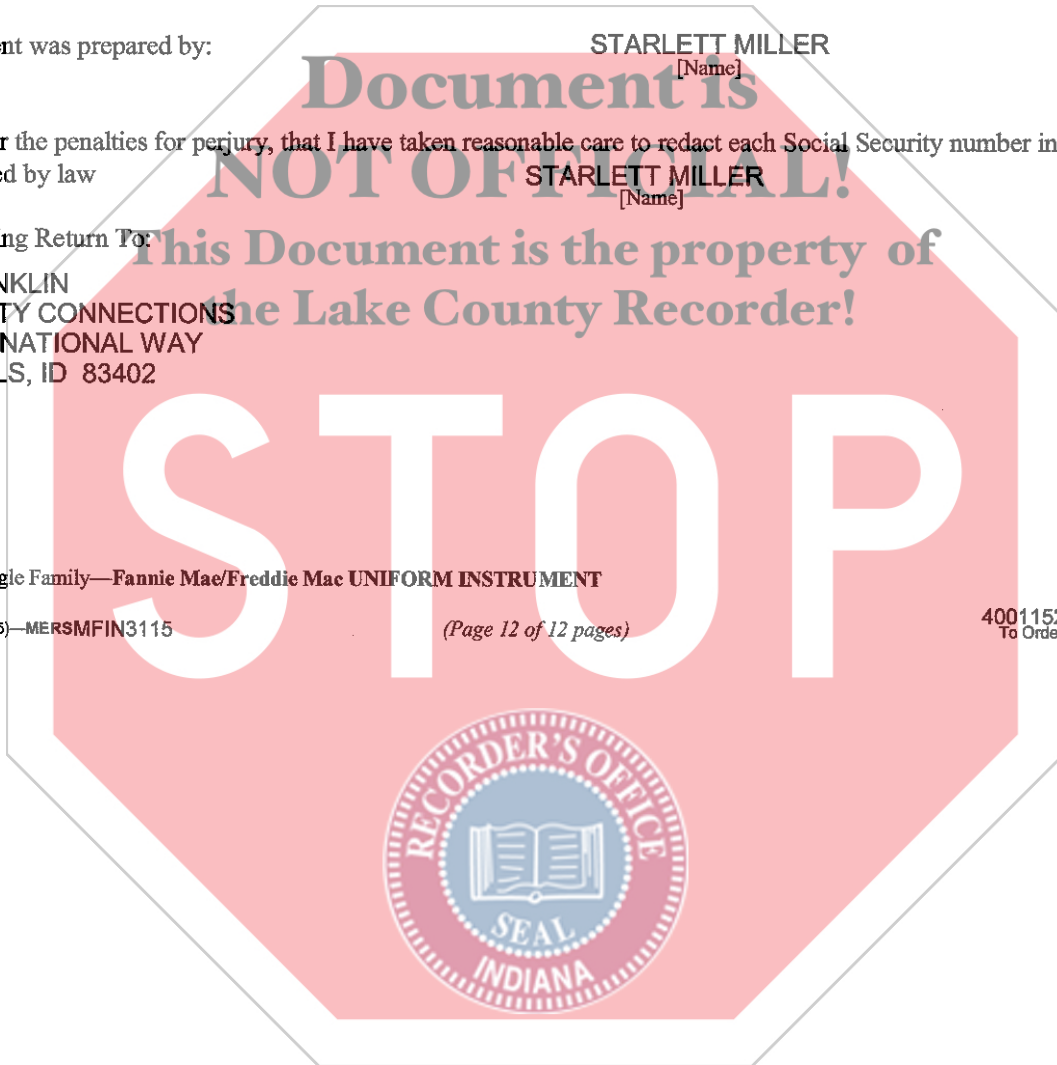 nt was prepared by:
STARLETT MILLER
[Name]
Document is
r the penalties for perjury, that I have taken reasonable care to redact each Social Security number in
ed by law
STARLETT MILLER
[Name]
NOT OFFICIAL!
ng Return To:
This Document is the property of
NKLIN
TY CONNECTIONS
the Lake County Recorder!
NATIONAL WAY
LS, ID 83402
STOP
gle Family—Fannie Mae/Freddie Mac UNIFORM INSTRUMENT
)—MERSMFIN3115
(Page 12 of 12 pages)
4001152
To Orde
RECORDER'S OFFICE
SEAL
INDIANA